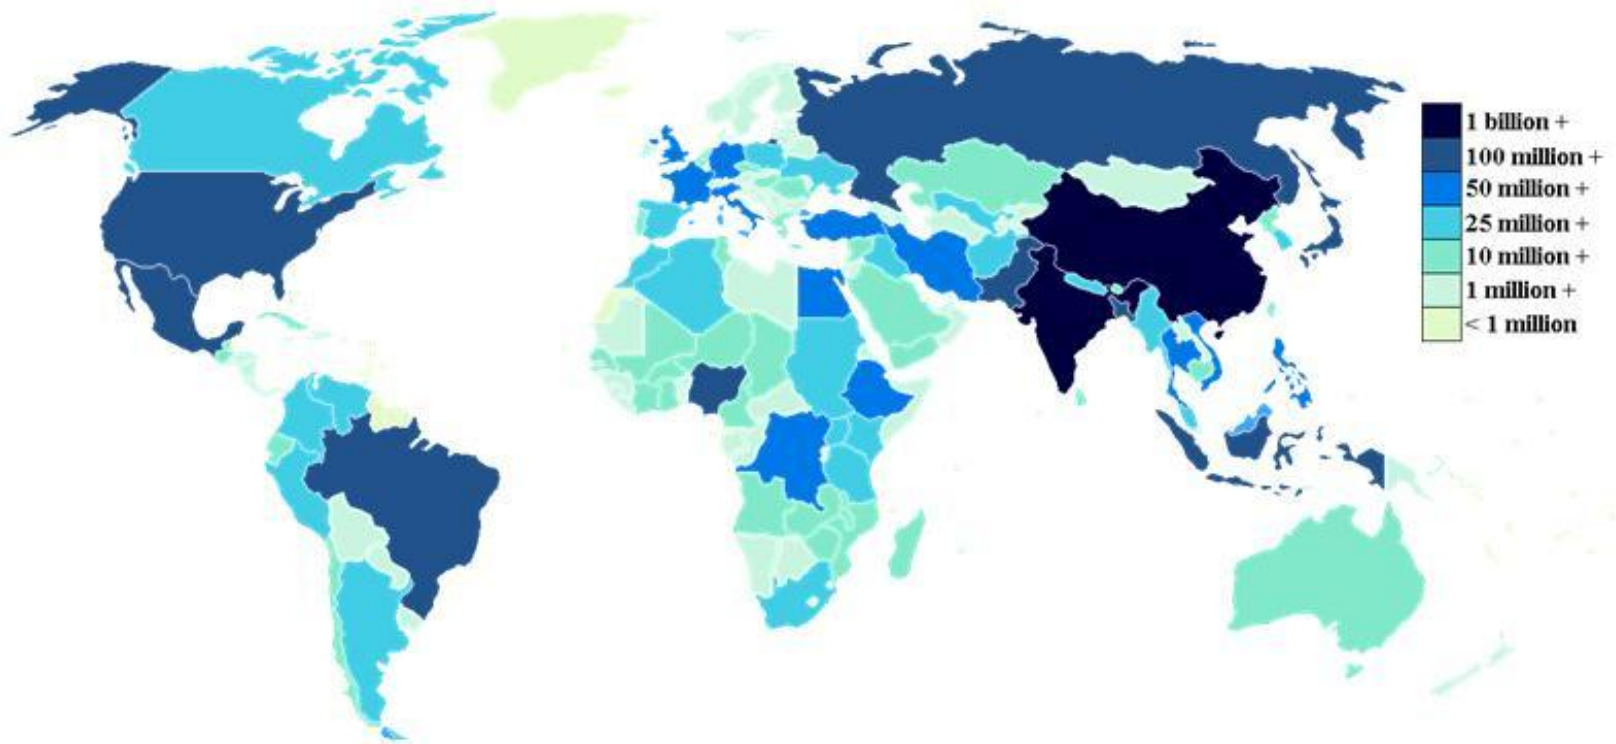 1 billion +
100 million +
50 million +
25 million +
10 million +
1 million +
< 1 million